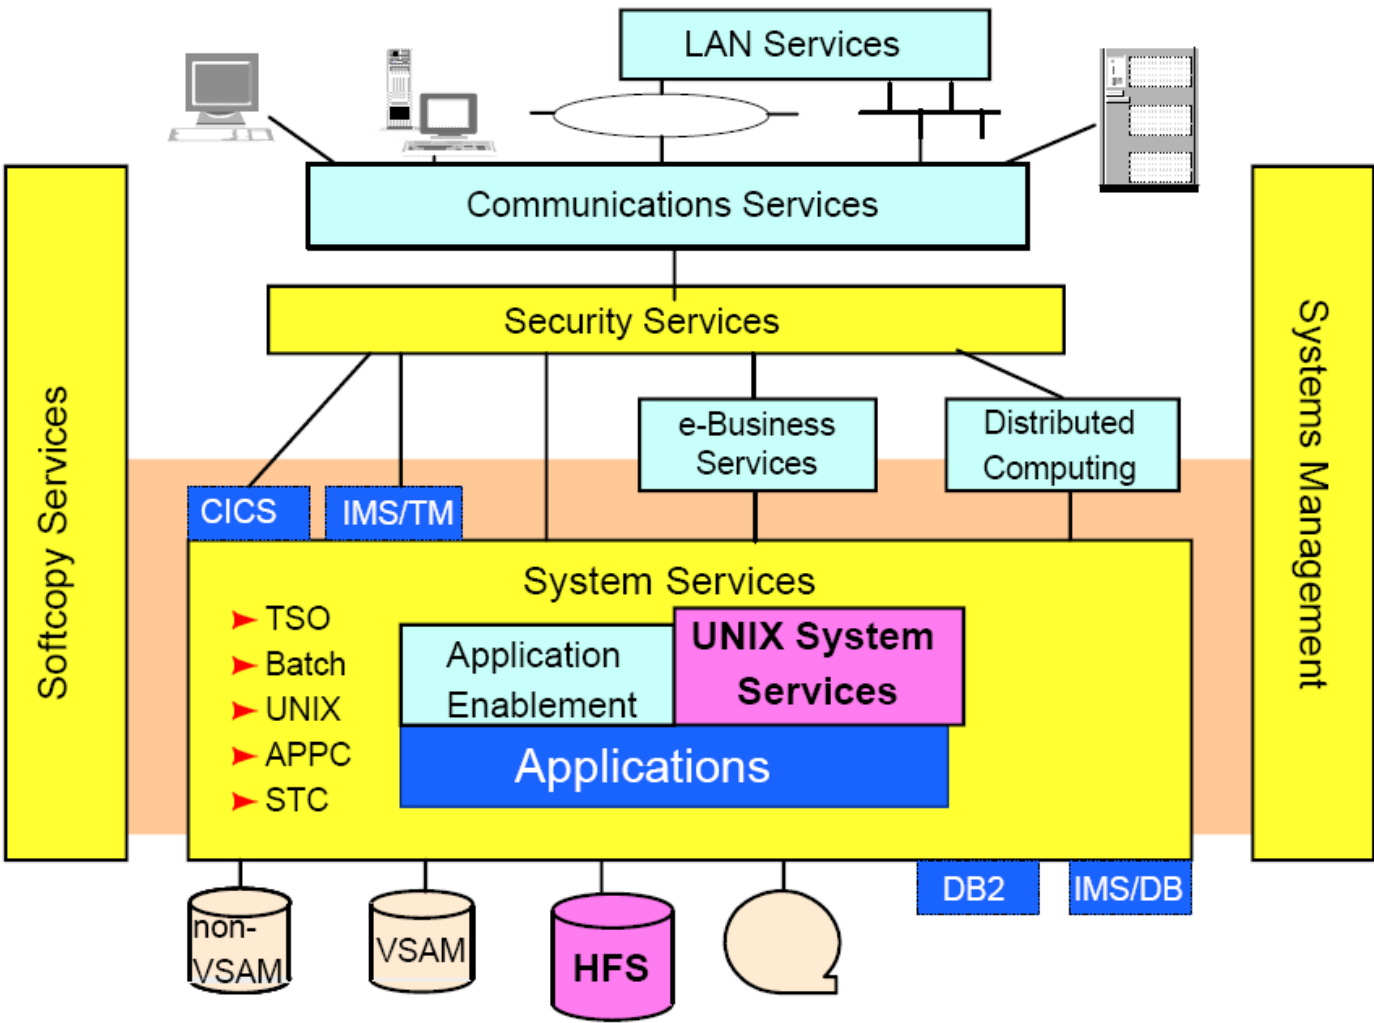 LAN Services
Communications Services
Security Services
Softcopy Services
Systems Management
e-Business
Services
Distributed
Computing
CICS
IMS/TM
System Services
TSO
Batch
UNIX
APPC
STC
Application
Enablement
UNIX System
Services
Applications
non-
VSAM
VSAM
HFS
DB2
IMS/DB